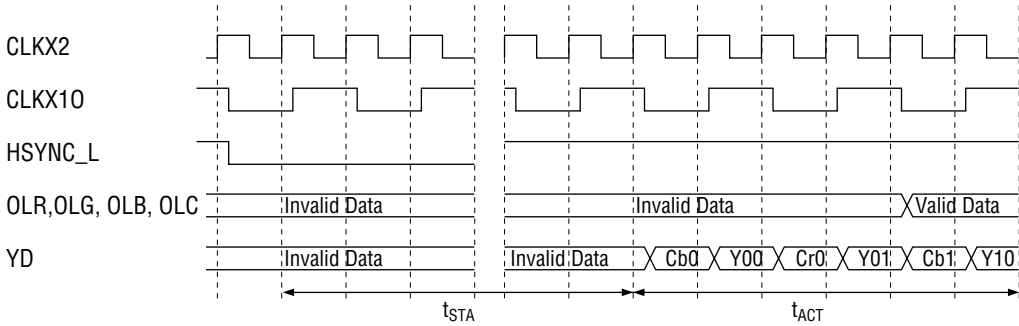 CLKX2
CLKX1O
HSYNC_L
OLR,OLG, OLB, OLC Invalid Data Invalid Data Valid Data
YD Invalid Data Invalid Data Cb0 Y00 Cr0 Y01 Cb1 Y10
tSTA tACT